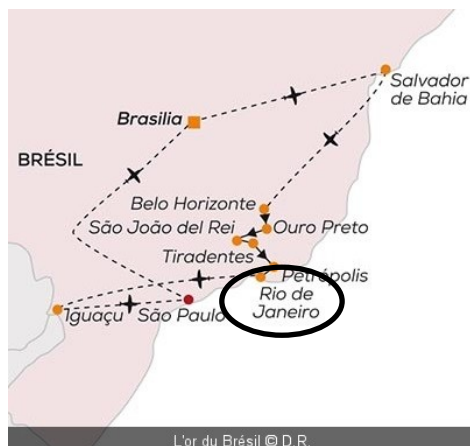 Salvador
de Bahia
Brasilia
BRÉSIL
Belo Horizonte
São João del Rei
Ouro Preto
Tiradentes
Petrópolis
Rio de
Janeiro
Iguaçu
São Paulo
L'or du Brésil © D.R.